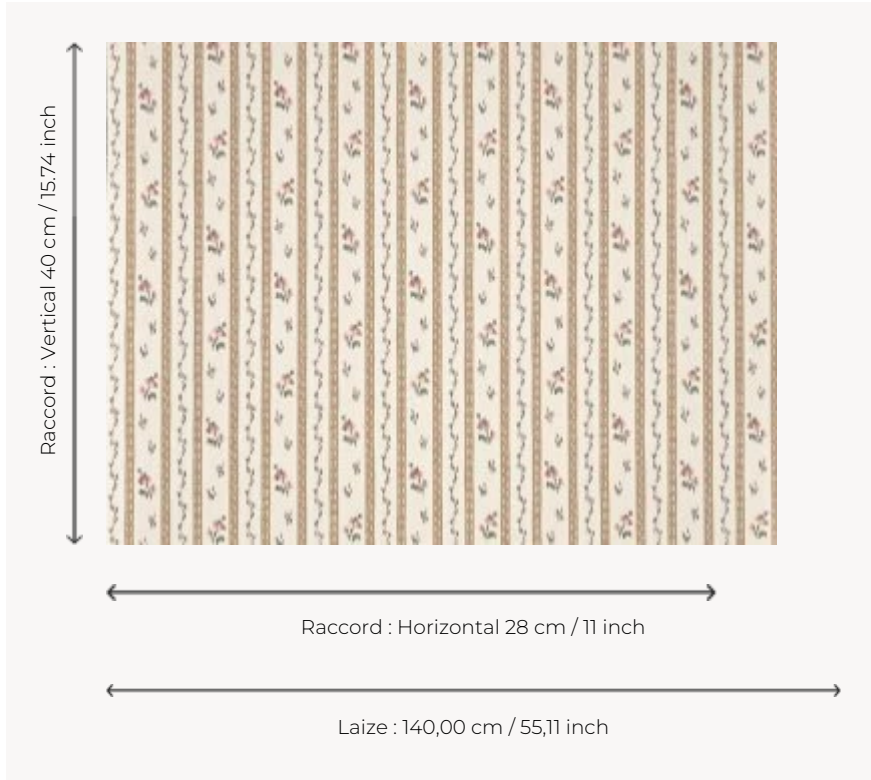 Raccord : Vertical 40 cm / 15.74 inch
Raccord : Horizontal 28 cm / 11 inch
Laize : 140,00 cm / 55,11 inch